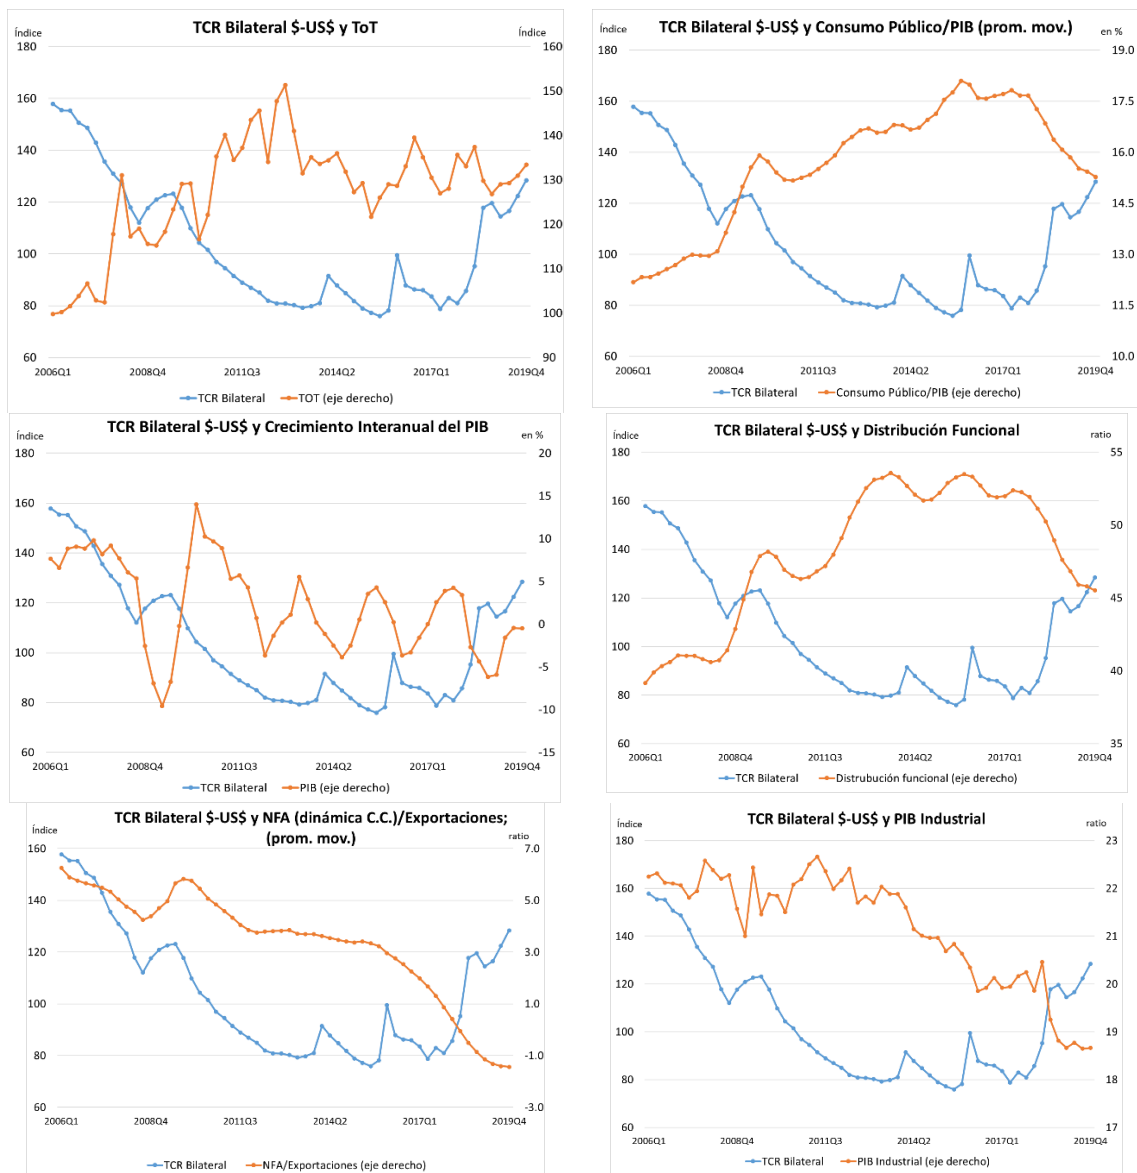 TCR Bilateral $-US$ y ToT
Índice
Índice
180
160
140
120
100
80
60
160
150
140
130
120
110
100
90
2006Q1
2008Q4
2011Q3
2014Q2
2017Q1
2019Q4
TCR Bilateral
TOT (eje derecho)
TCR Bilateral $-US$ y Consumo Público/PIB (prom. mov.)
Índice
en %
180
160
140
120
100
80
60
19.0
17.5
16.0
14.5
13.0
11.5
10.0
2006Q1
2008Q4
2011Q3
2014Q2
2017Q1
2019Q4
TCR Bilateral
Consumo Público/PIB (eje derecho)
TCR Bilateral $-US$ y Crecimiento Interanual del PIB
Índice
en %
180
160
140
120
100
80
60
20
15
10
5
0
-5
-10
-15
2006Q1
2008Q4
2011Q3
2014Q2
2017Q1
2019Q4
TCR Bilateral
PIB (eje derecho)
TCR Bilateral $-US$ y Distribución Funcional
Índice
ratio
180
160
140
120
100
80
60
55
50
45
40
35
2006Q1
2008Q4
2011Q3
2014Q2
2017Q1
2019Q4
TCR Bilateral
Distrubución funcional (eje derecho)
TCR Bilateral $-US$ y NFA (dinámica C.C.)/Exportaciones;
(prom. mov.)
Índice
ratio
160
140
120
100
80
60
7.0
5.0
3.0
1.0
-1.0
-3.0
2006Q1
2008Q4
2011Q3
2014Q2
2017Q1
2019Q4
TCR Bilateral
NFA/Exportaciones (eje derecho)
TCR Bilateral $-US$ y PIB Industrial
Índice
ratio
180
160
140
120
100
80
60
23
22
21
20
19
18
17
2006Q1
2008Q4
2011Q3
2014Q2
2017Q1
2019Q4
TCR Bilateral
PIB Industrial (eje derecho)